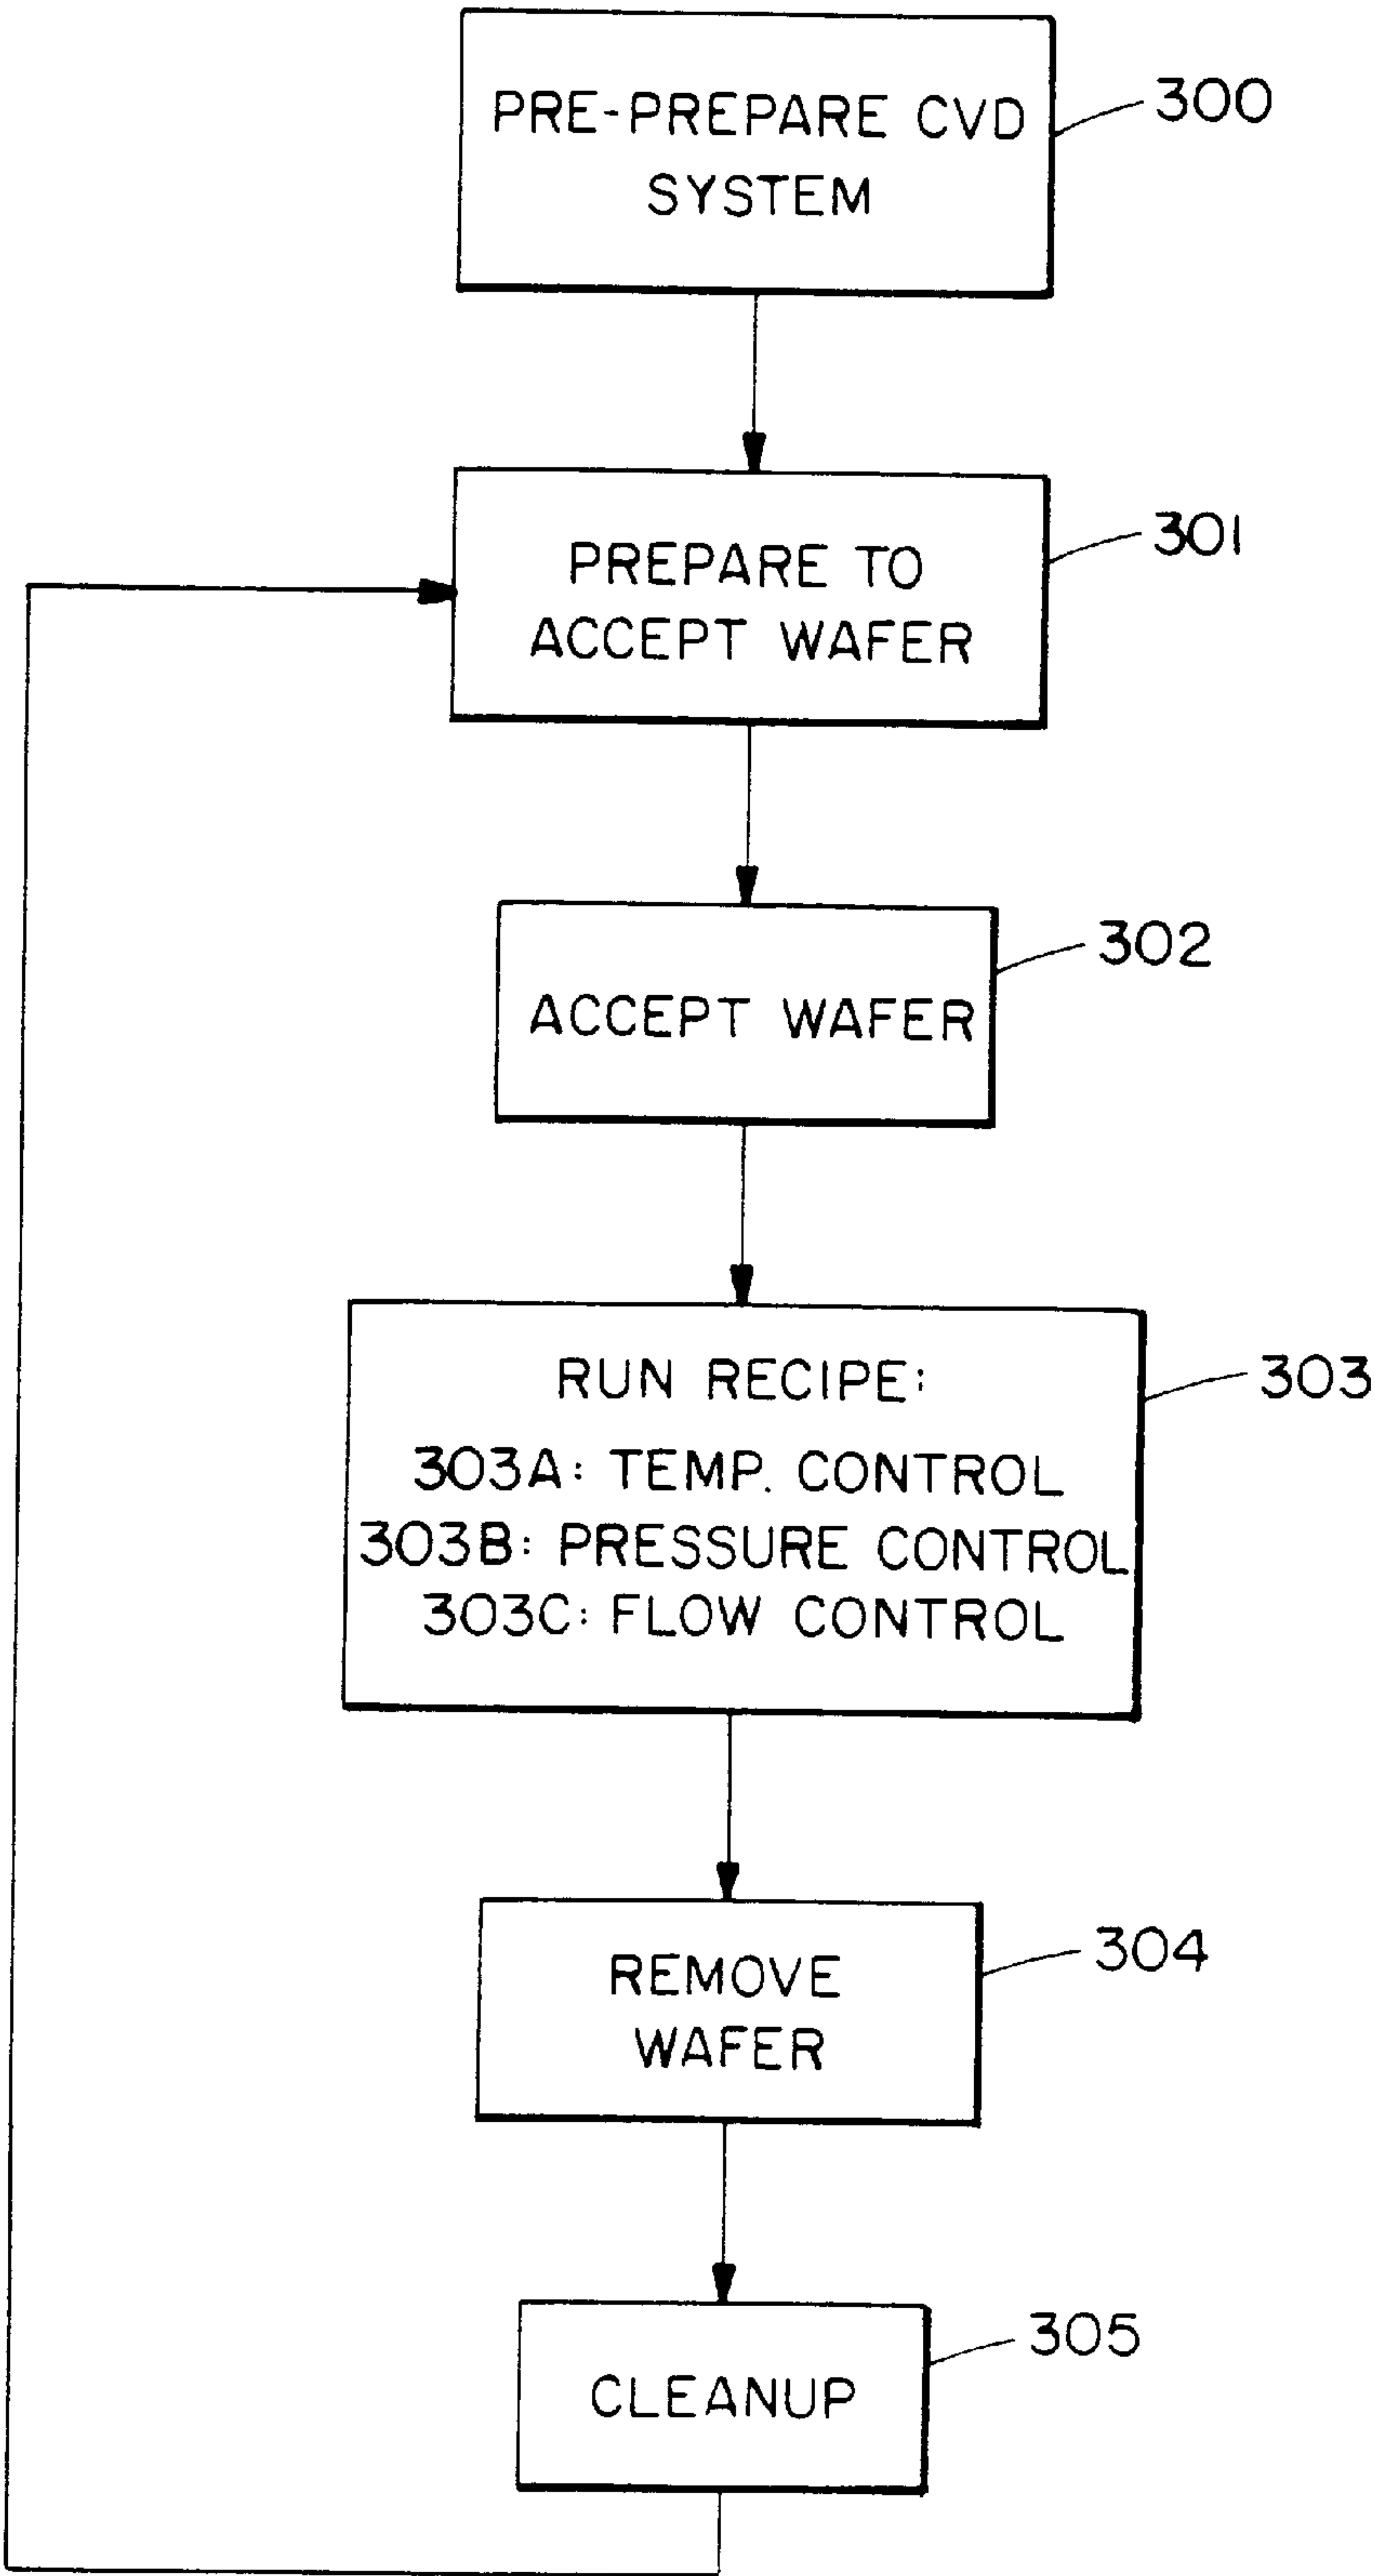 PRE-PREPARE CVD
SYSTEM
300
PREPARE TO
ACCEPT WAFER
301
ACCEPT WAFER
302
RUN RECIPE:
303A: TEMP. CONTROL
303B: PRESSURE CONTROL
303C: FLOW CONTROL
303
REMOVE
WAFER
304
CLEANUP
305